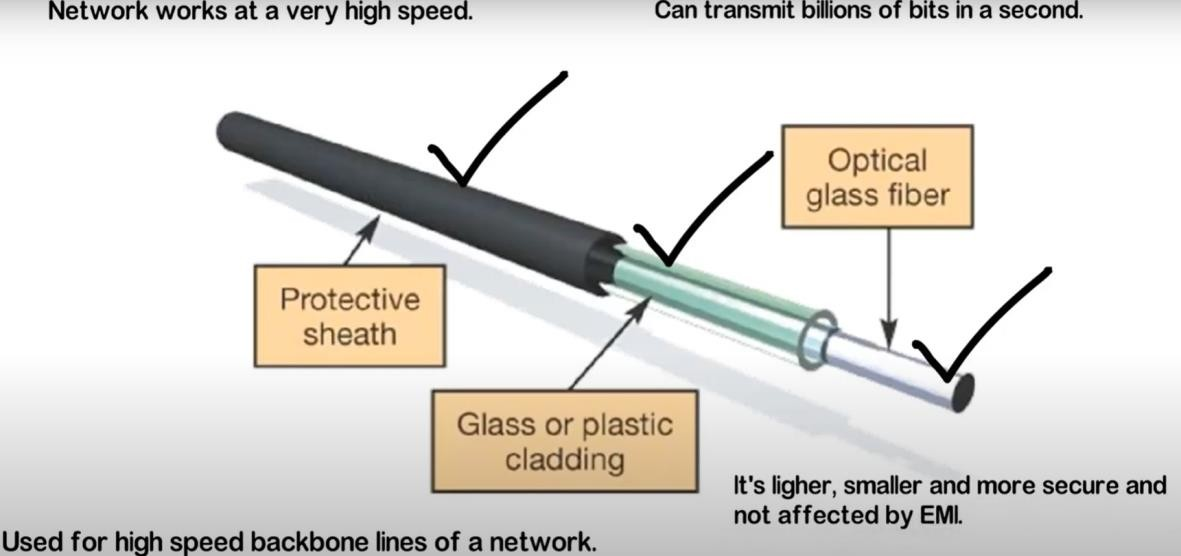 Network works at a very high speed.
Can transmit billions of bits in a second.
Optical
glass fiber
Protective
sheath
Glass or plastic
cladding
It's ligher, smaller and more secure and
not affected by EMI.
Used for high speed backbone lines of a network.